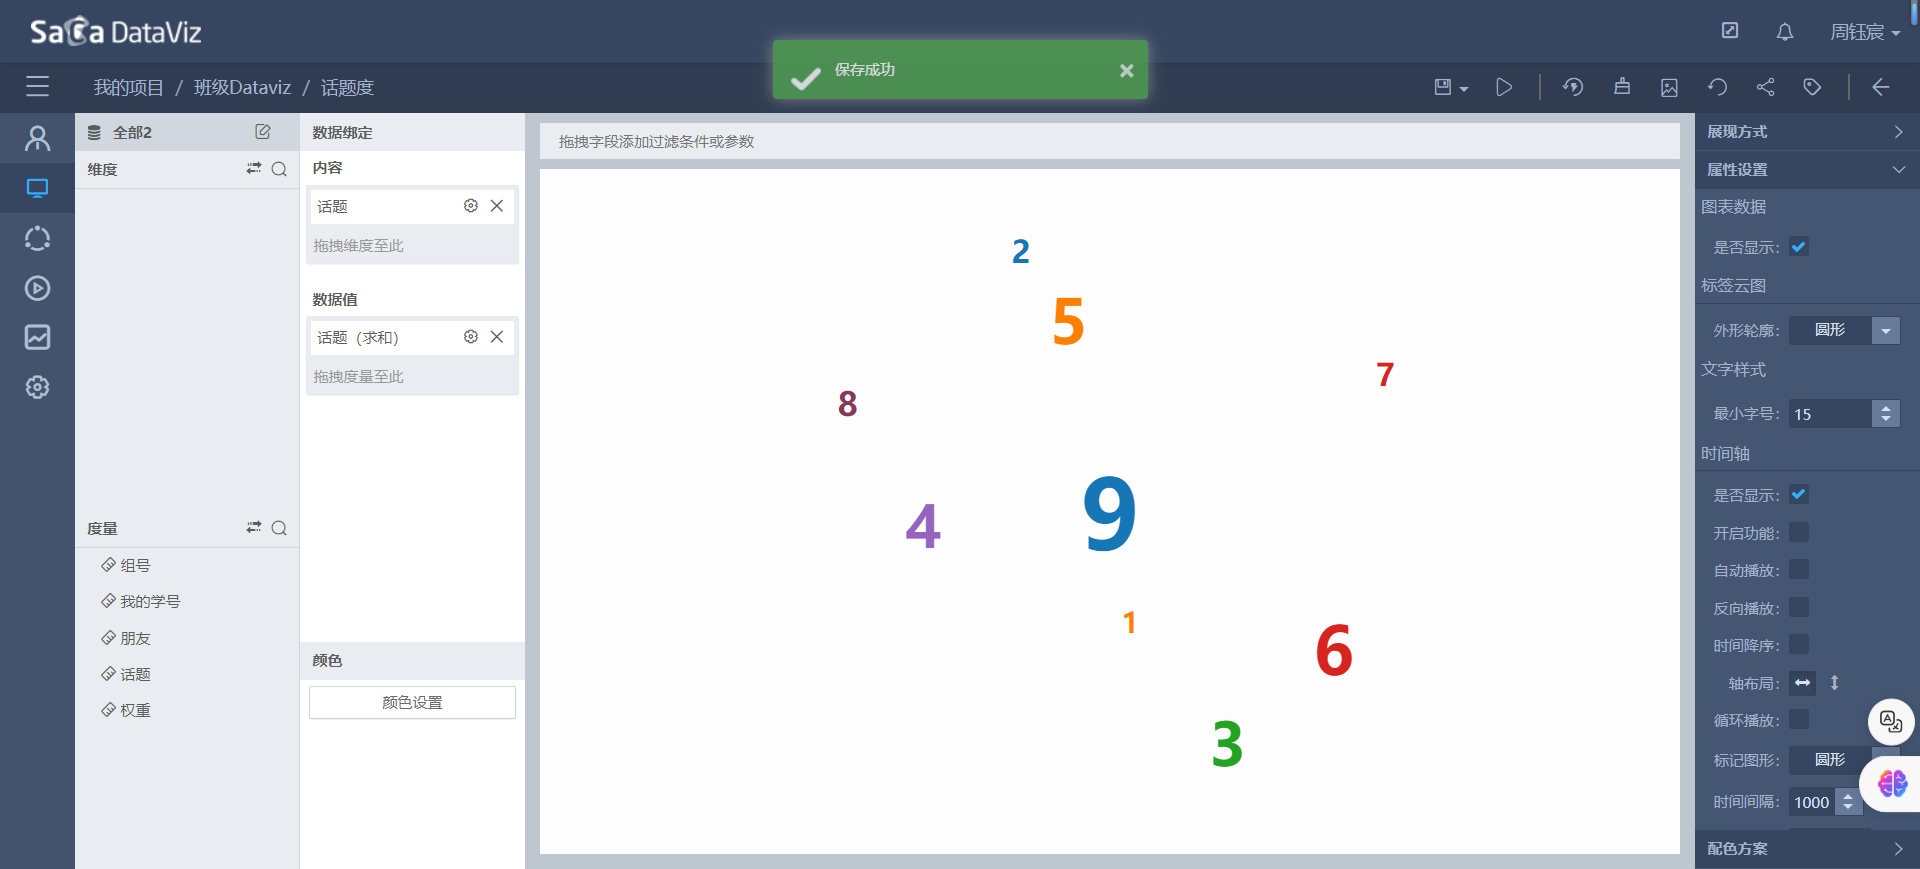 SaCa DataViz
保存成功
周钰宸
我的项目 / 班级Dataviz / 话题度
全部2
维度
度量
组号
我的学号
朋友
话题
权重
数据绑定
内容
话题
拖拽维度至此
数据值
话题（求和）
拖拽度量至此
颜色
颜色设置
拖拽字段添加过滤条件或参数
2
5
7
8
9
4
1
6
3
展现方式
属性设置
图表数据
是否显示:
标签云图
外形轮廓: 圆形
文字样式
最小字号: 15
时间轴
是否显示:
开启功能:
自动播放:
反向播放:
时间降序:
轴布局:
循环播放:
标记图形: 圆形
时间间隔: 1000
配色方案